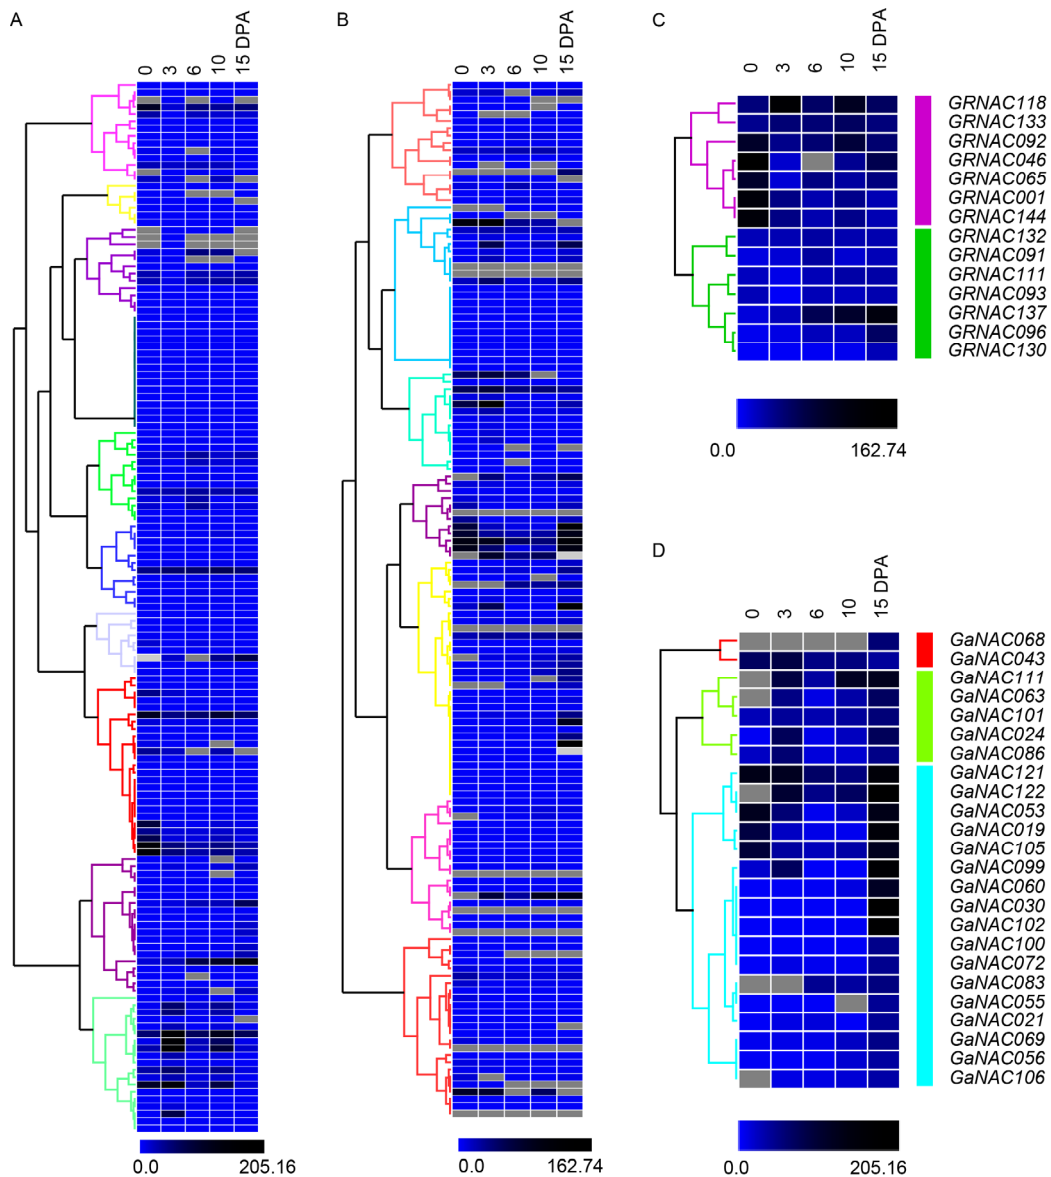 A
0 3 6 10 15 DPA
0.0 205.16
B
0 3 6 10 15 DPA
0.0 162.74
C
0 3 6 10 15 DPA
GRNAC118
GRNAC133
GRNAC092
GRNAC046
GRNAC065
GRNAC001
GRNAC144
GRNAC132
GRNAC091
GRNAC111
GRNAC093
GRNAC137
GRNAC096
GRNAC130
0.0 162.74
D
0 3 6 10 15 DPA
GaNAC068
GaNAC043
GaNAC111
GaNAC063
GaNAC101
GaNAC024
GaNAC086
GaNAC121
GaNAC122
GaNAC053
GaNAC019
GaNAC105
GaNAC099
GaNAC060
GaNAC030
GaNAC102
GaNAC100
GaNAC072
GaNAC083
GaNAC055
GaNAC021
GaNAC069
GaNAC056
GaNAC106
0.0 205.16